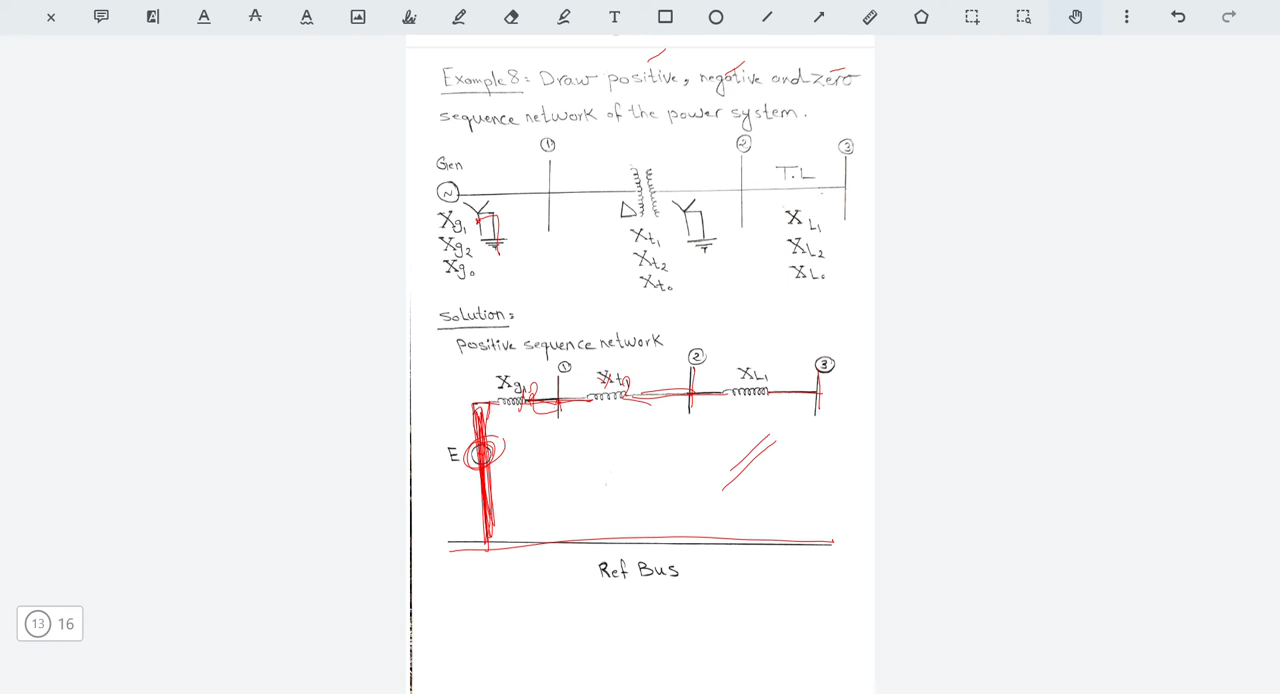 Example 8: Draw positive, negative and zero
sequence network of the power system.
① ② ③
Gen T.L
~
Xg1 Xt1 XL1
Xg2 Xt2 XL2
Xg0 Xt0 XL0
Solution:
Positive sequence network
① ② ③
Xg1 Xt1 XL1
E
Ref Bus
13 16